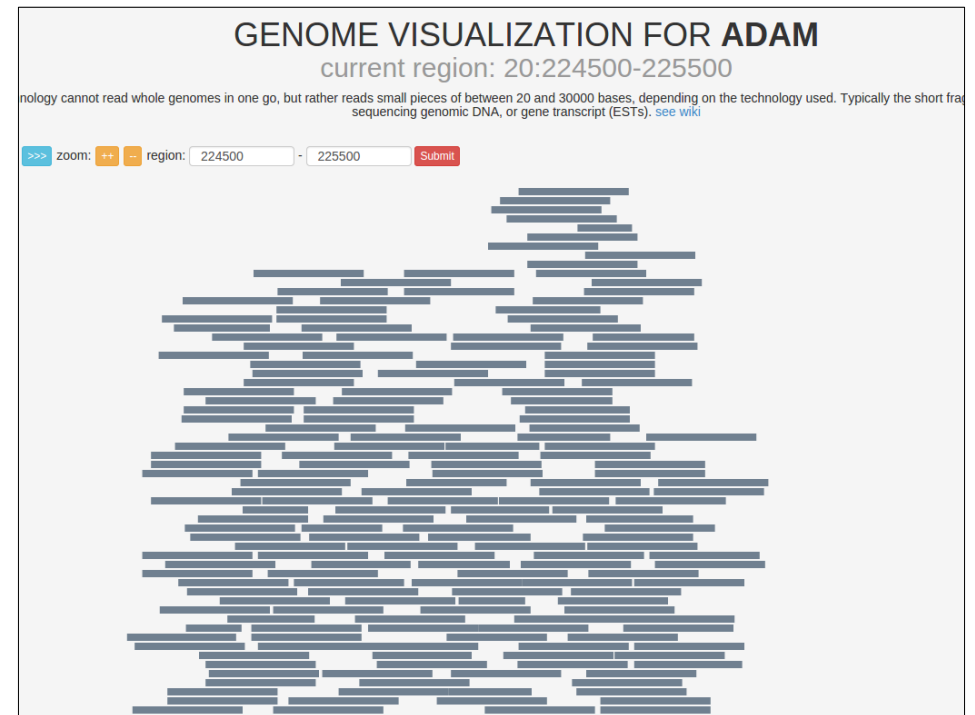 GENOME VISUALIZATION FOR ADAM
current region: 20:224500-225500
nology cannot read whole genomes in one go, but rather reads small pieces of between 20 and 30000 bases, depending on the technology used. Typically the short frag
sequencing genomic DNA, or gene transcript (ESTs). see wiki
>>> zoom: ++ -- region: 224500 - 225500 Submit